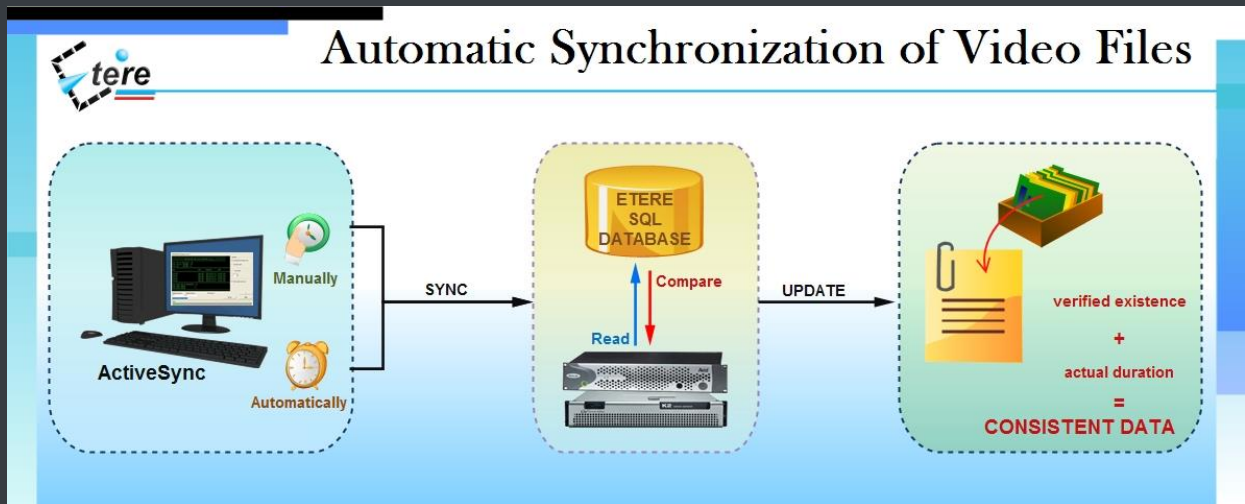 Automatic Synchronization of Video Files
etere
Manually
ActiveSync
Automatically
SYNC
ETERE
SQL
DATABASE
Compare
Read
UPDATE
verified existence
+
actual duration
=
CONSISTENT DATA